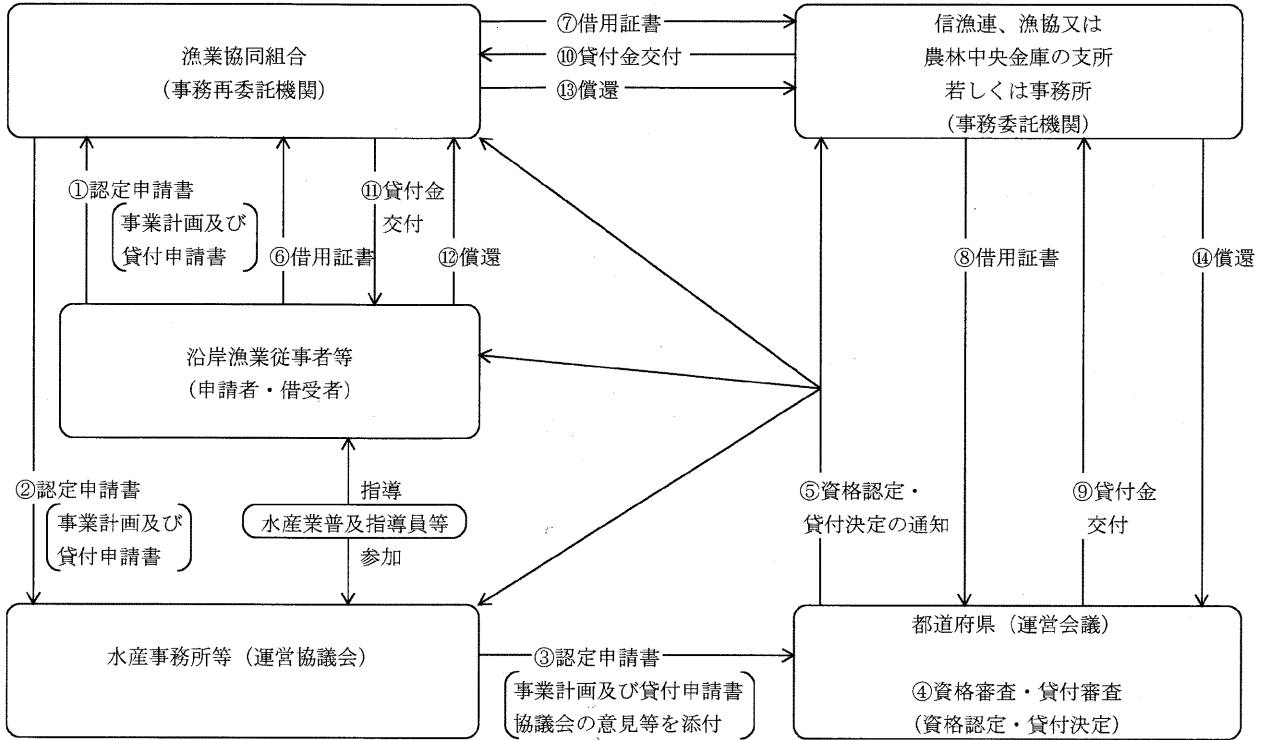 漁業協同組合
(事務再委託機関)
⑦借用証書
⑩貸付金交付
⑬償還
信漁連、漁協又は
農林中央金庫の支所
若しくは事務所
(事務委託機関)
①認定申請書
事業計画及び
貸付申請書
⑥借用証書
⑪貸付金
交付
⑫償還
⑧借用証書
⑭償還
沿岸漁業従事者等
(申請者・借受者)
②認定申請書
事業計画及び
貸付申請書
指導
水産業普及指導員等
参加
⑤資格認定・
貸付決定の通知
⑨貸付金
交付
水産事務所等(運営協議会)
③認定申請書
事業計画及び貸付申請書
協議会の意見等を添付
都道府県(運営会議)
④資格審査・貸付審査
(資格認定・貸付決定)